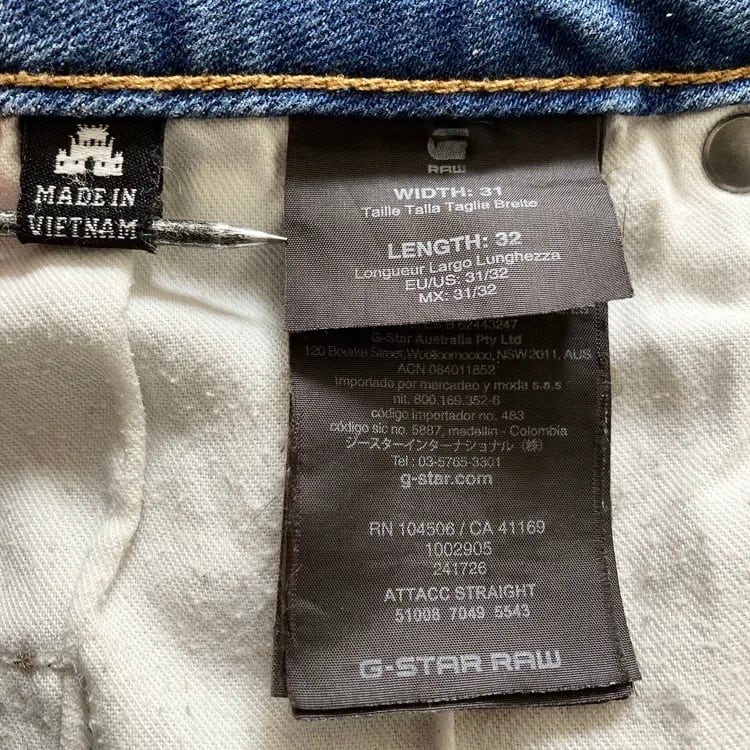 MADE IN
VIETNAM
RAW
WIDTH: 31
Taille Talla Taglia Breite
LENGTH: 32
Longueur Largo Lunghezza
EU/US: 31/32
MX: 31/32
B 62443247
G-Star Australia Pty Ltd
120 Bourke Street, Woolloomooloo, NSW 2011, AUS
ACN 084011852
Importada por mercadeo y moda s.a.s
nit. 800.169.352-6
código importador no. 483
código sic no. 5887, medellin - Colombia
ジースターインターナショナル（株）
Tel : 03-5765-3301
g-star.com
RN 104506 / CA 41169
1002905
241726
ATTACC STRAIGHT
51008 7049 5543
G-STAR RAW